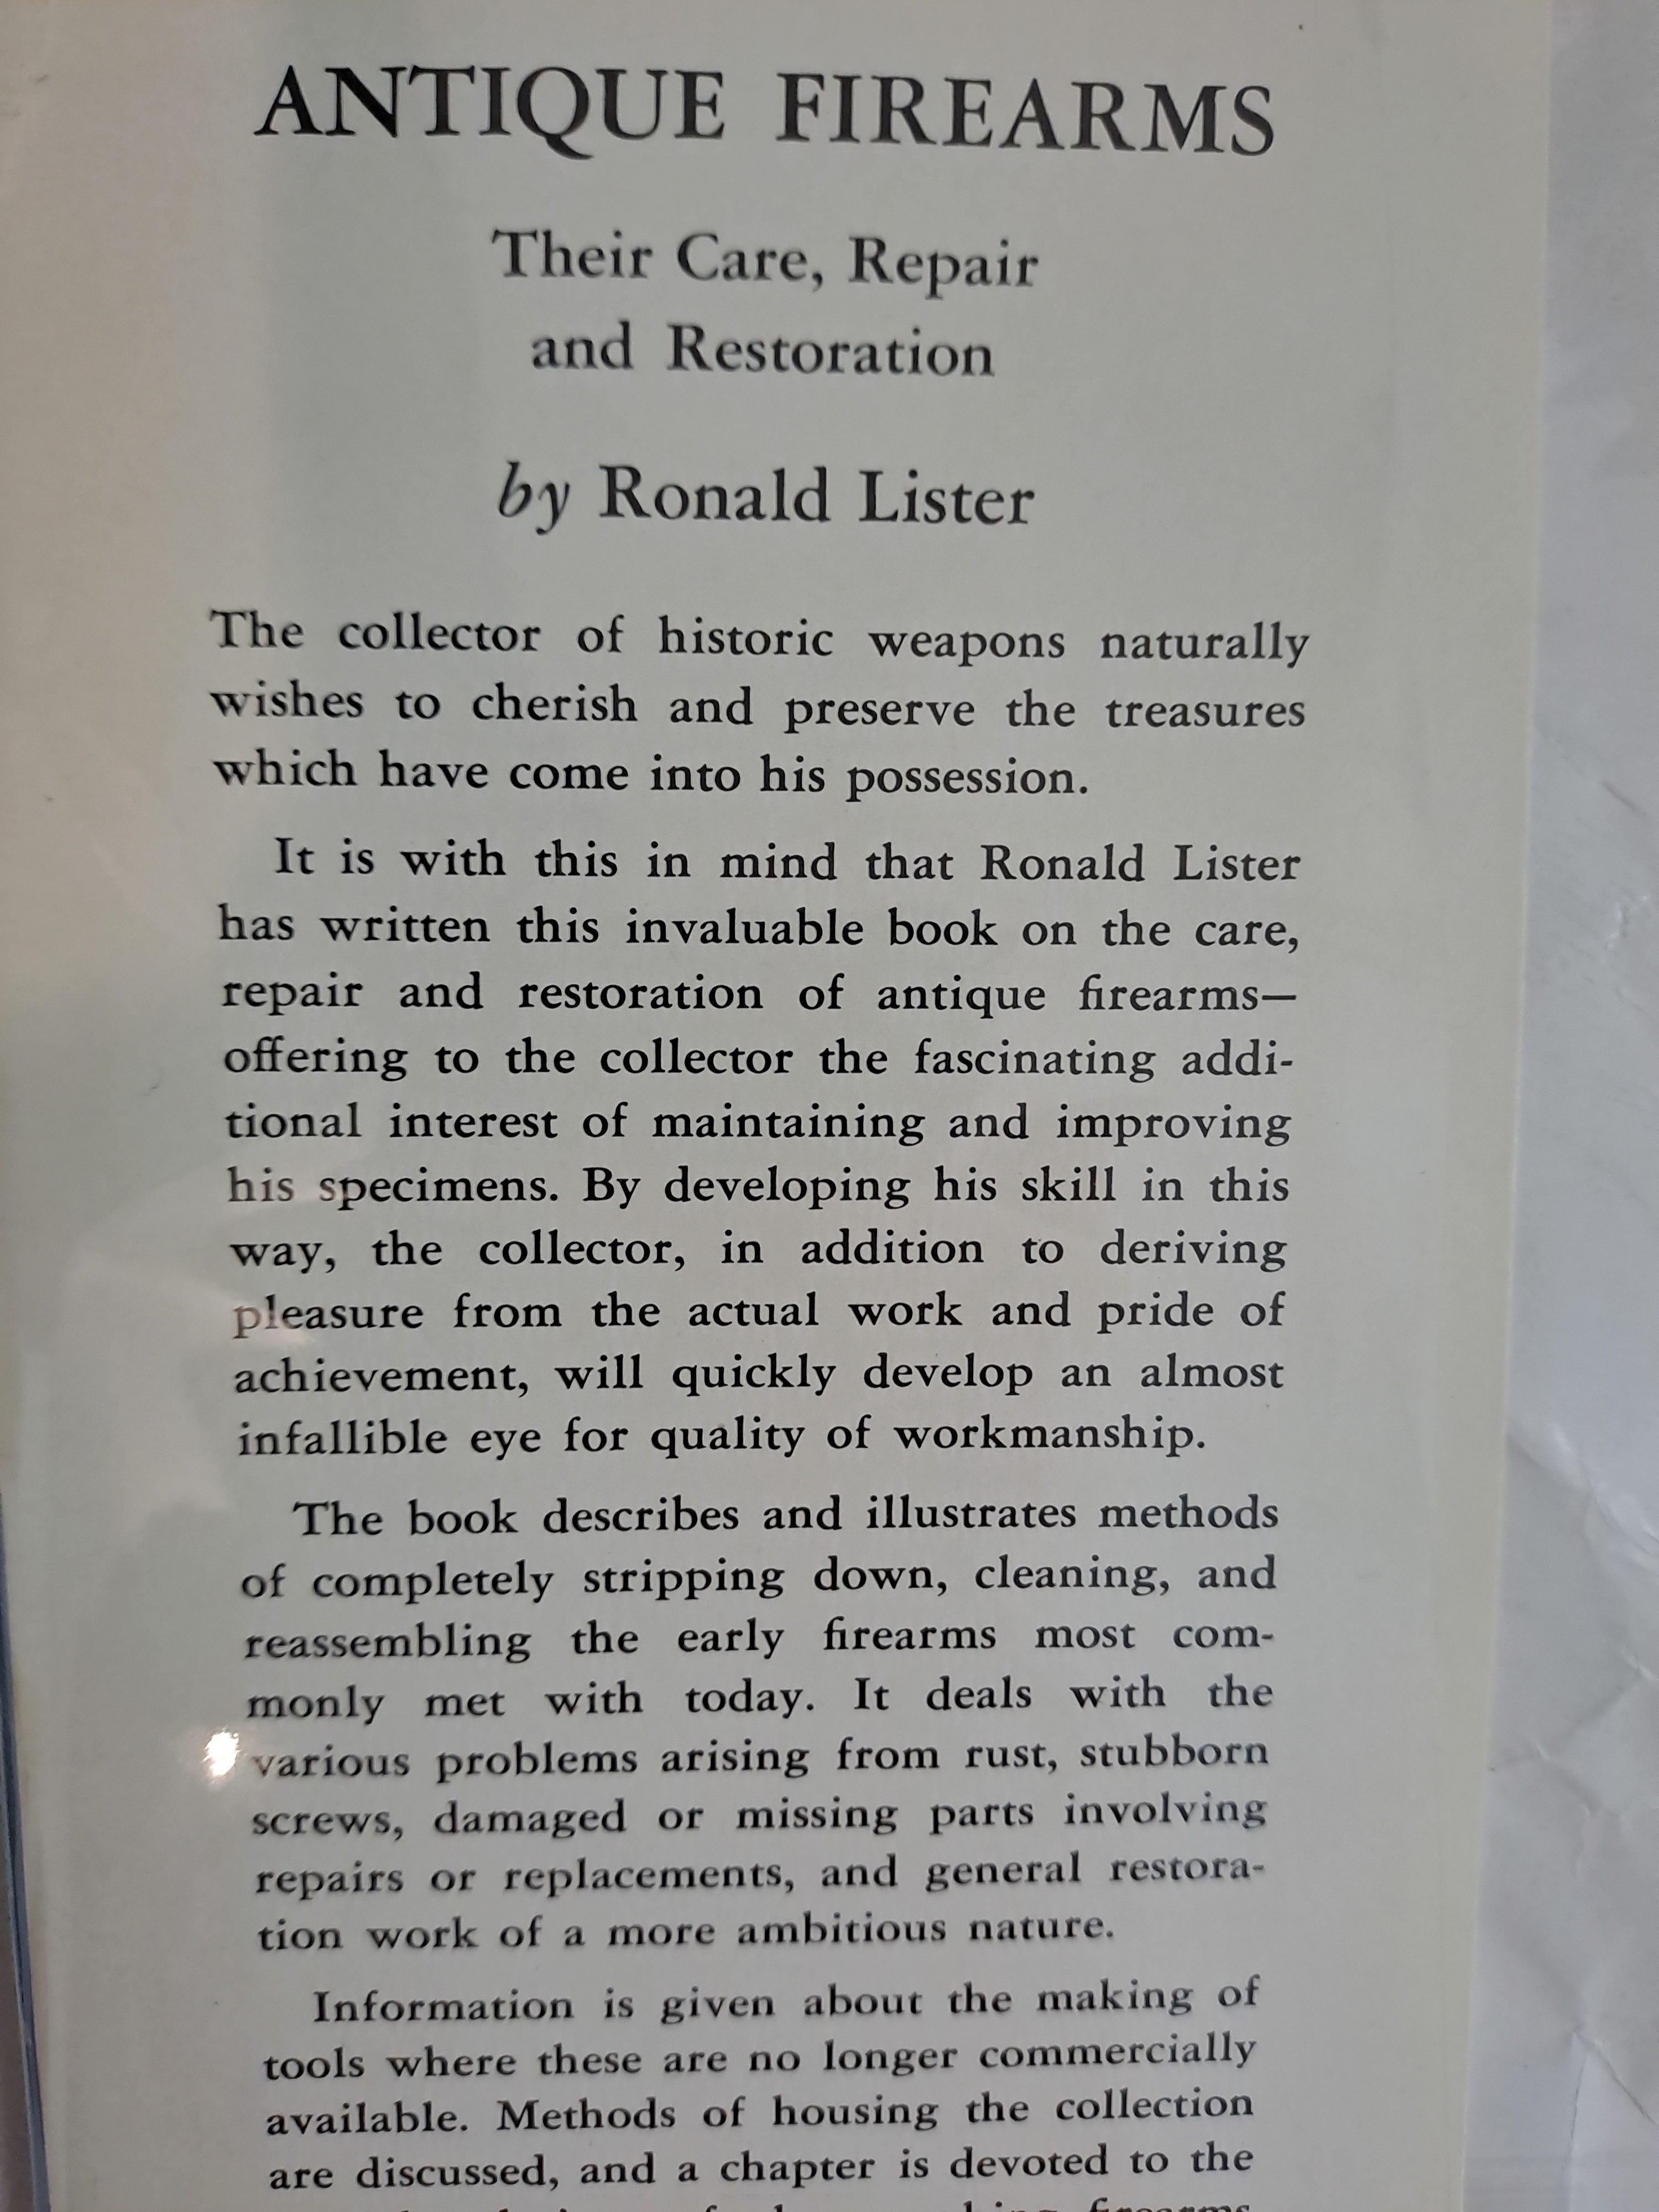 ANTIQUE FIREARMS
Their Care, Repair
and Restoration
by Ronald Lister
The collector of historic weapons naturally
wishes to cherish and preserve the treasures
which have come into his possession.
It is with this in mind that Ronald Lister
has written this invaluable book on the care,
repair and restoration of antique firearms—
offering to the collector the fascinating addi-
tional interest of maintaining and improving
his specimens. By developing his skill in this
way, the collector, in addition to deriving
pleasure from the actual work and pride of
achievement, will quickly develop an almost
infallible eye for quality of workmanship.
The book describes and illustrates methods
of completely stripping down, cleaning, and
reassembling the early firearms most com-
monly met with today. It deals with the
various problems arising from rust, stubborn
screws, damaged or missing parts involving
repairs or replacements, and general restora-
tion work of a more ambitious nature.
Information is given about the making of
tools where these are no longer commercially
available. Methods of housing the collection
are discussed, and a chapter is devoted to the
firearms